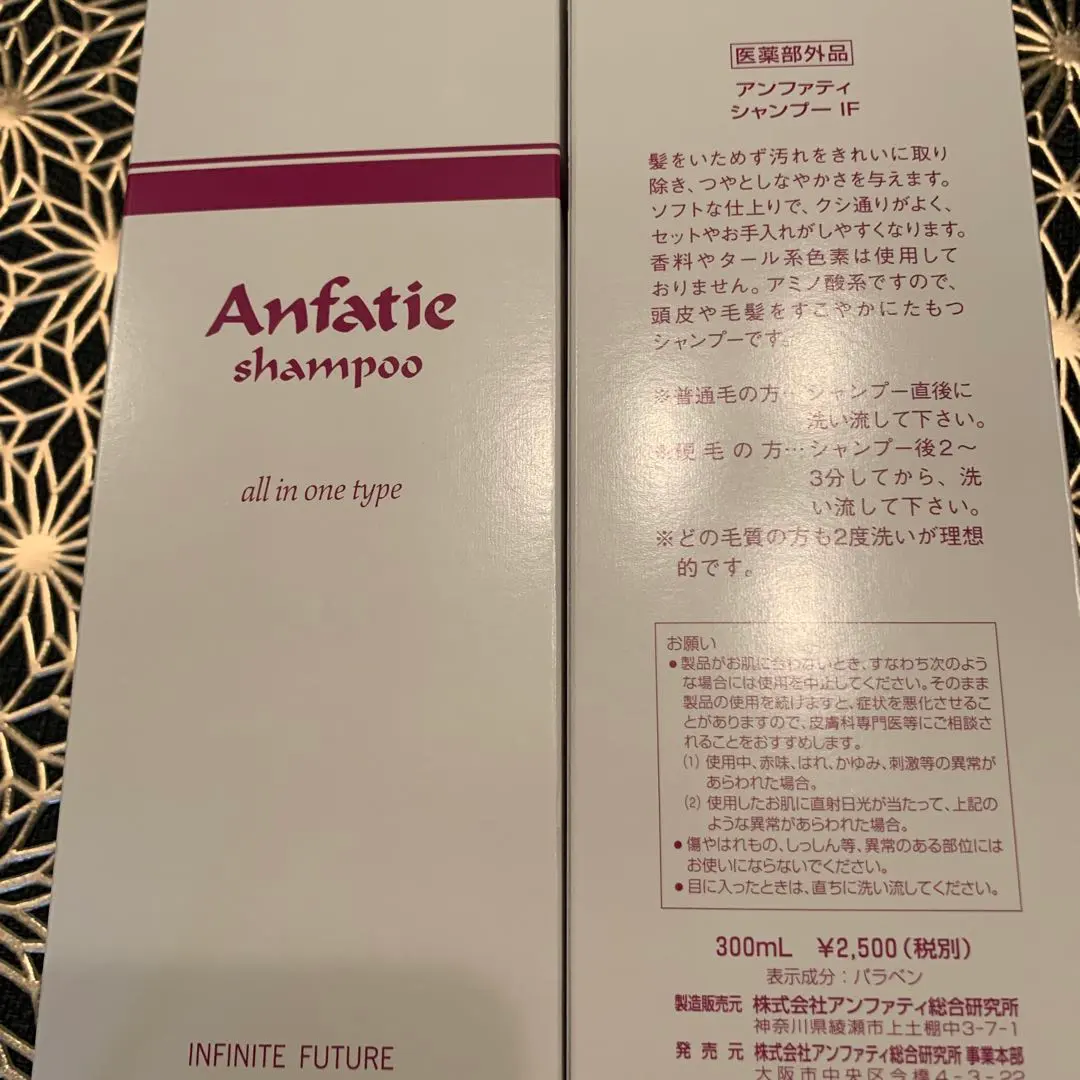 Anfatie
shampoo
all in one type
INFINITE FUTURE
医薬部外品
アンファティ
シャンプー IF
髪をいためず汚れをきれいに取り
除き、つやとしなやかさを与えます。
ソフトな仕上りで、クシ通りがよく、
セットやお手入れがしやすくなります。
香料やタール系色素は使用して
おりません。アミノ酸系ですので、
頭皮や毛髪をすこやかにたもつ
シャンプーです。
※普通毛の方…シャンプー直後に
洗い流して下さい。
※硬毛の方…シャンプー後2～
3分してから、洗
い流して下さい。
※どの毛質の方も2度洗いが理想
的です。
お願い
●製品がお肌に合わないとき、すなわち次のよう
な場合には使用を中止してください。そのまま
製品の使用を続けますと、症状を悪化させるこ
とがありますので、皮膚科専門医等にご相談さ
れることをおすすめします。
(1) 使用中、赤味、はれ、かゆみ、刺激等の異常が
あらわれた場合。
(2) 使用したお肌に直射日光が当たって、上記の
ような異常があらわれた場合。
●傷やはれもの、しっしん等、異常のある部位には
お使いにならないでください。
●目に入ったときは、直ちに洗い流してください。
300mL ¥2,500（税別）
表示成分：パラベン
製造販売元 株式会社アンファティ総合研究所
神奈川県綾瀬市上土棚中3-7-1
発売元 株式会社アンファティ総合研究所 事業本部
大阪市中央区今橋4-3-22